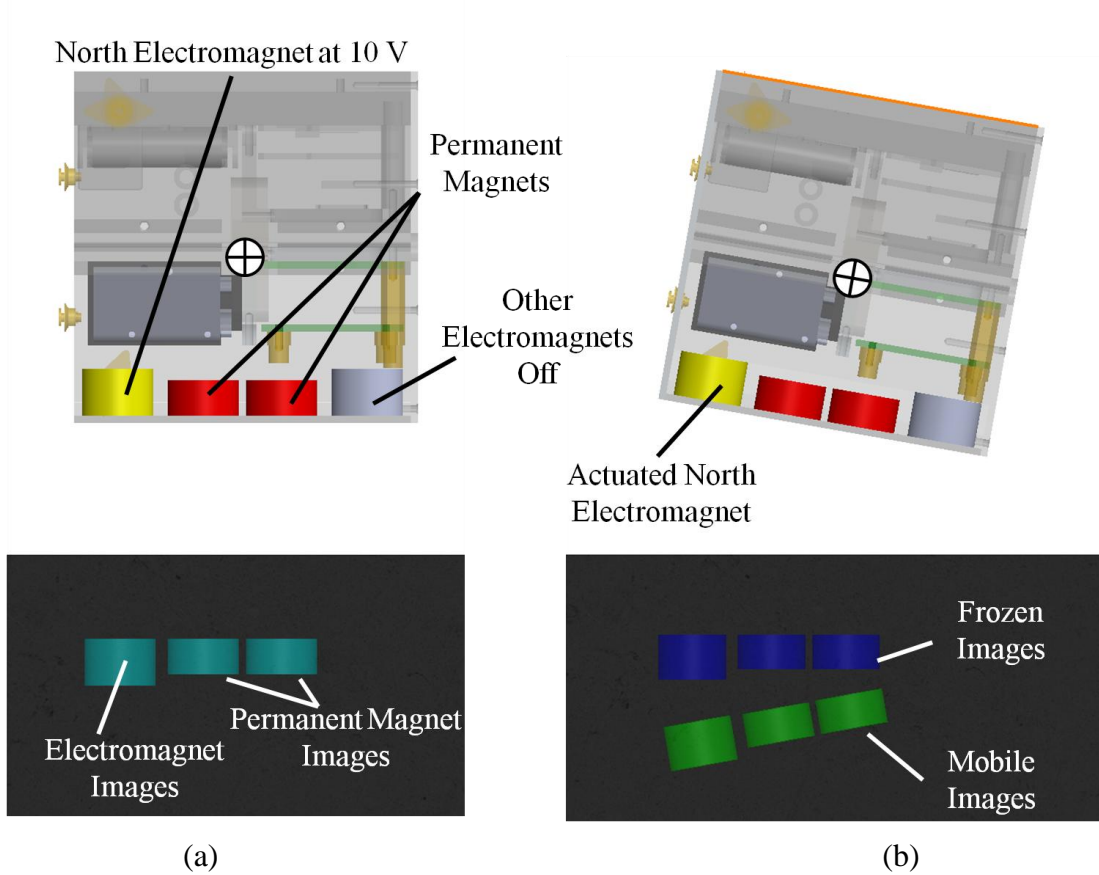 North Electromagnet at 10 V
Permanent
Magnets
Other
Electromagnets
Off
Electromagnet
Images
Permanent Magnet
Images
(a)
Actuated North
Electromagnet
Frozen
Images
Mobile
Images
(b)